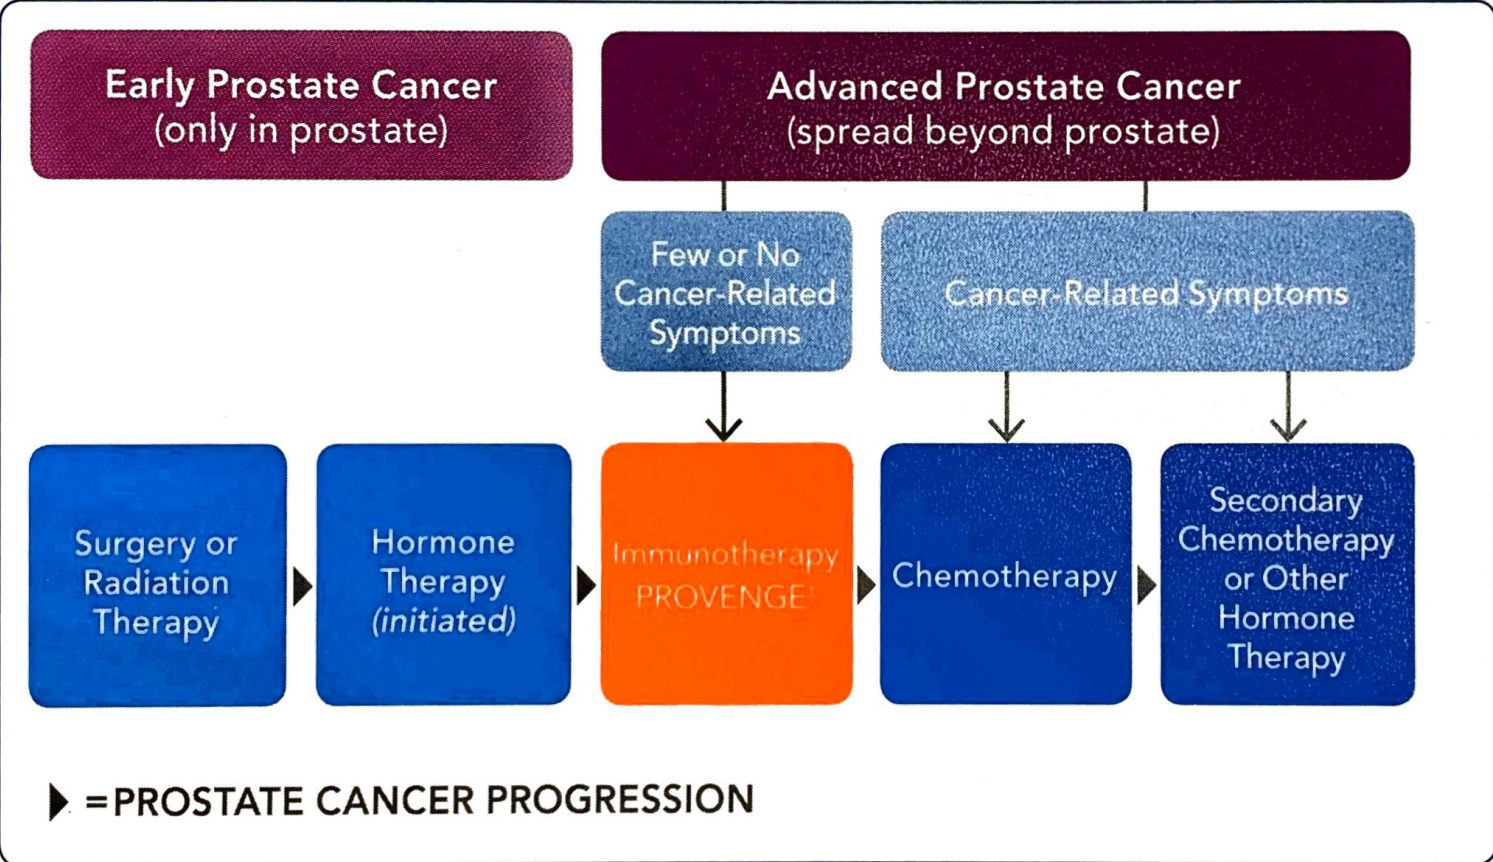 Early Prostate Cancer
(only in prostate)
Advanced Prostate Cancer
(spread beyond prostate)
Few or No
Cancer-Related
Symptoms
Cancer-Related Symptoms
Surgery or
Radiation
Therapy
Hormone
Therapy
(initiated)
Immunotherapy
PROVENGE
Chemotherapy
Secondary
Chemotherapy
or Other
Hormone
Therapy
=PROSTATE CANCER PROGRESSION